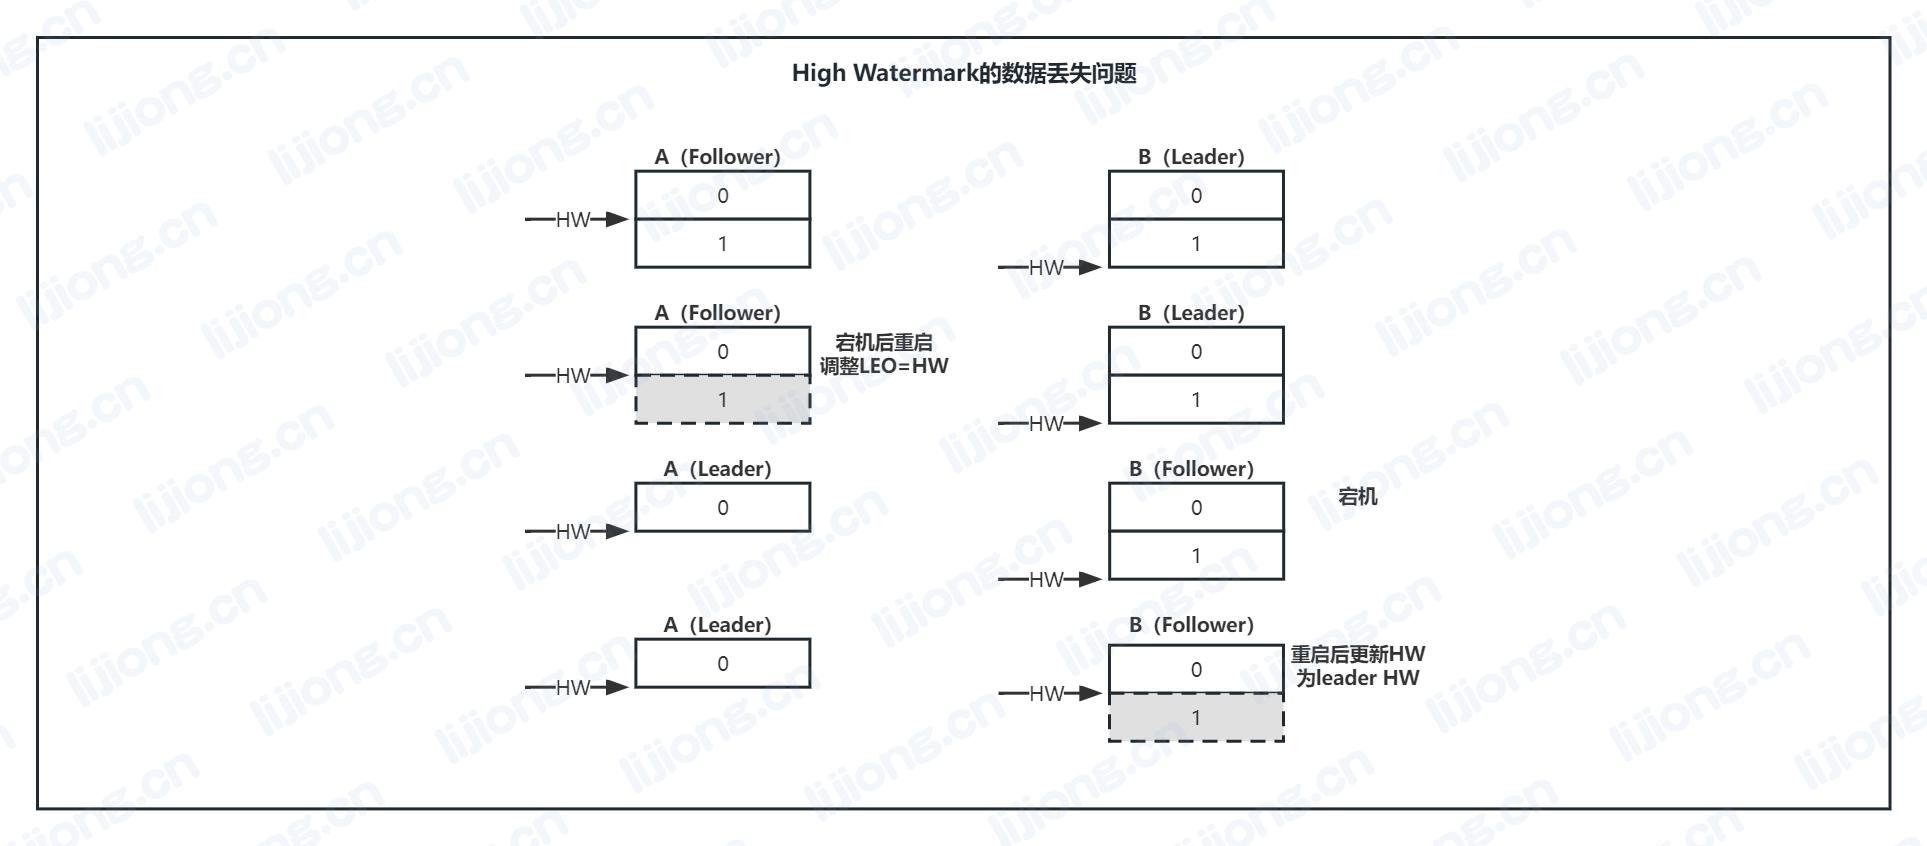 High Watermark的数据丢失问题
A（Follower）
B（Leader）
0
0
HW
1
1
HW
A（Follower）
B（Leader）
宕机后重启
调整LEO=HW
0
0
HW
1
1
HW
A（Leader）
B（Follower）
宕机
0
0
HW
1
HW
A（Leader）
B（Follower）
重启后更新HW
为leader HW
0
0
HW
HW
1
lijiong.cn